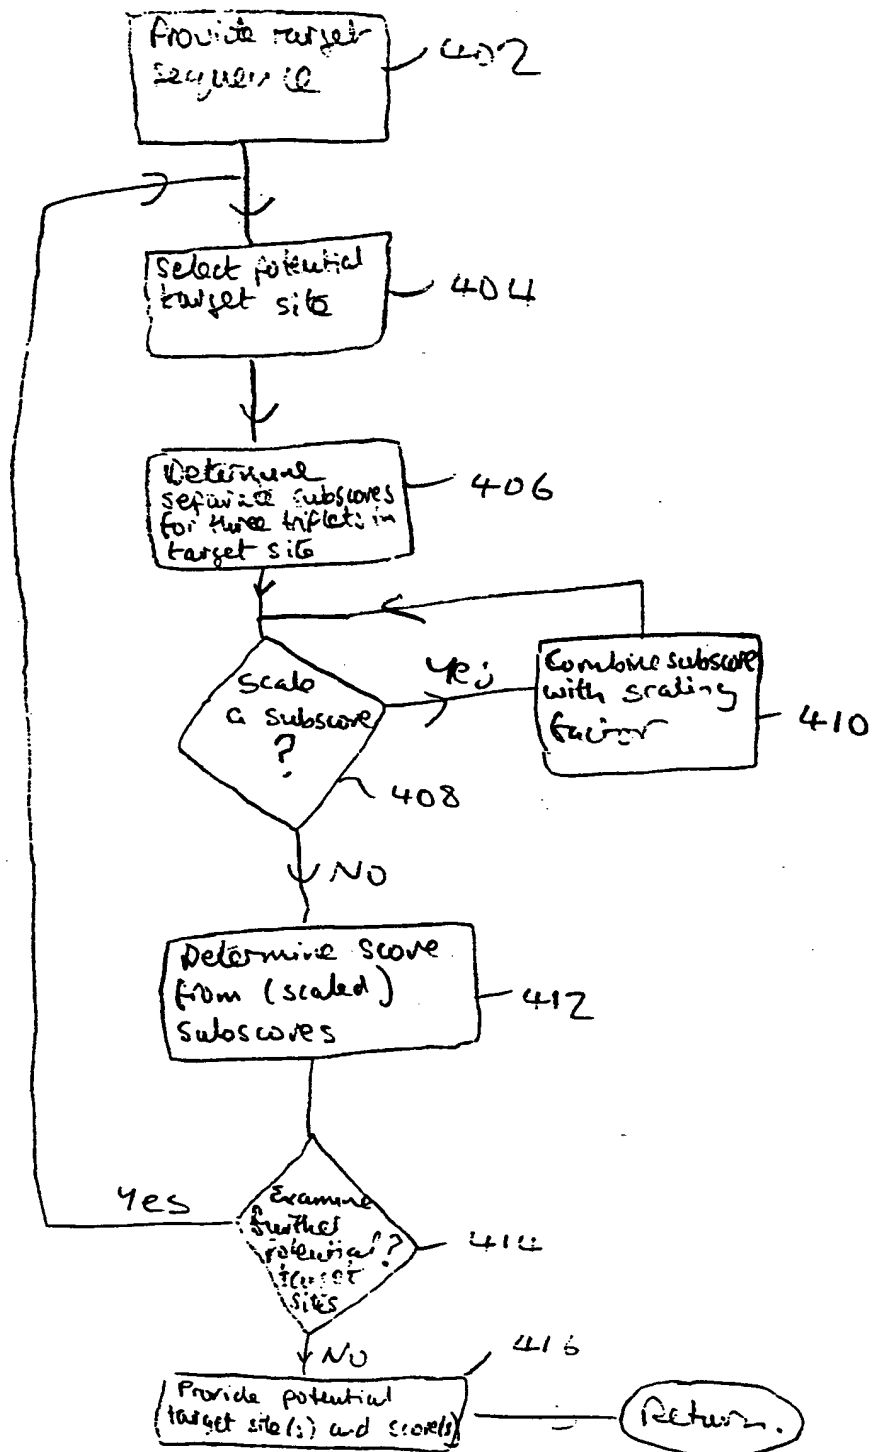 Provide target
sequence
402
Select potential
target site
404
Determine
separate subscores
for three triplets in
target site
406
Scale
a subscore
?
408
Yes
Combine subscore
with scaling
factor
410
NO
Determine score
from (scaled)
subscores
412
Examine
further
potential ?
target
sites
414
Yes
NO
416
Provide potential
target site(s) and score(s)
Return.